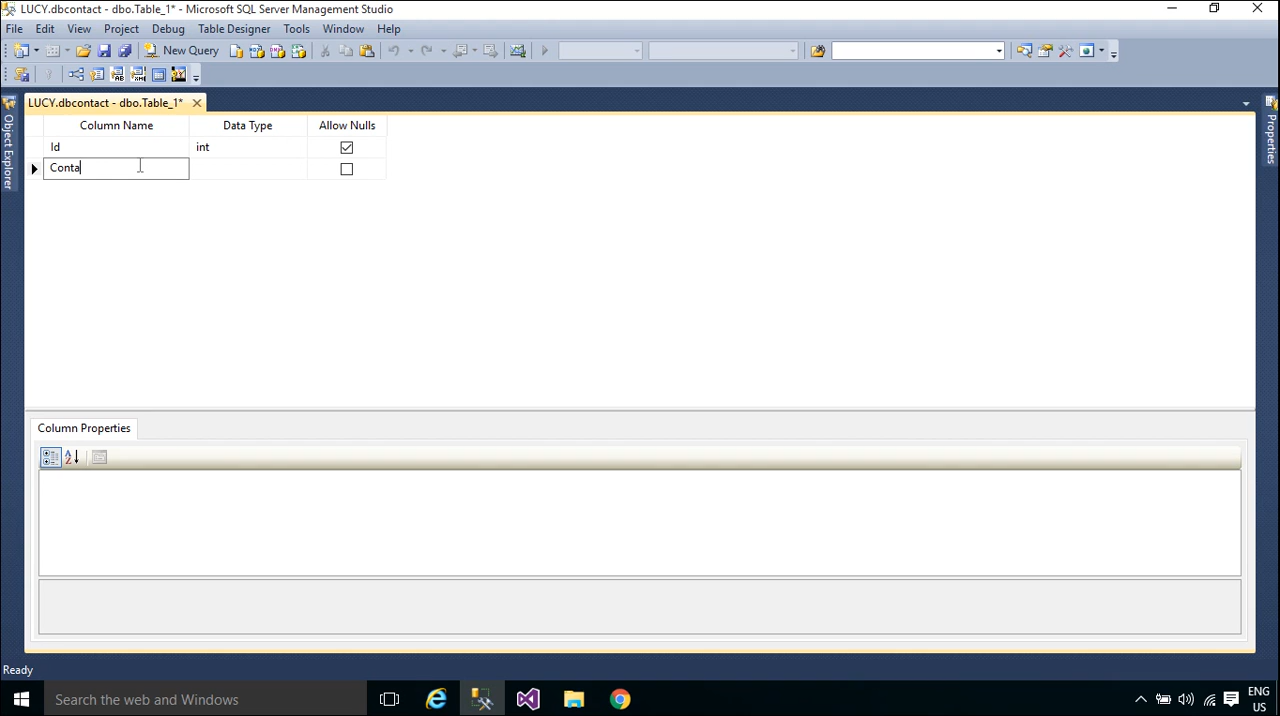 LUCY.dbcontact - dbo.Table_1* - Microsoft SQL Server Management Studio
File Edit View Project Debug Table Designer Tools Window Help
New Query
LUCY.dbcontact - dbo.Table_1*
Object Explorer
Properties
Column Name Data Type Allow Nulls
Id int
Conta
Column Properties
Ready
Search the web and Windows
ENG
US